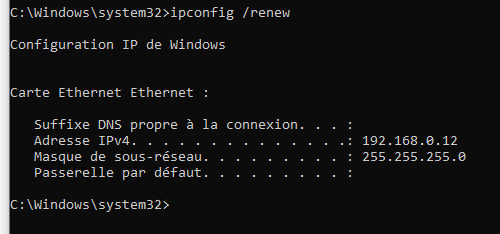 C:\Windows\system32>ipconfig /renew
Configuration IP de Windows
Carte Ethernet Ethernet :
Suffixe DNS propre à la connexion. . . :
Adresse IPv4. . . . . . . . . . . . . .: 192.168.0.12
Masque de sous-réseau. . . . . . . . . : 255.255.255.0
Passerelle par défaut. . . . . . . . . :
C:\Windows\system32>